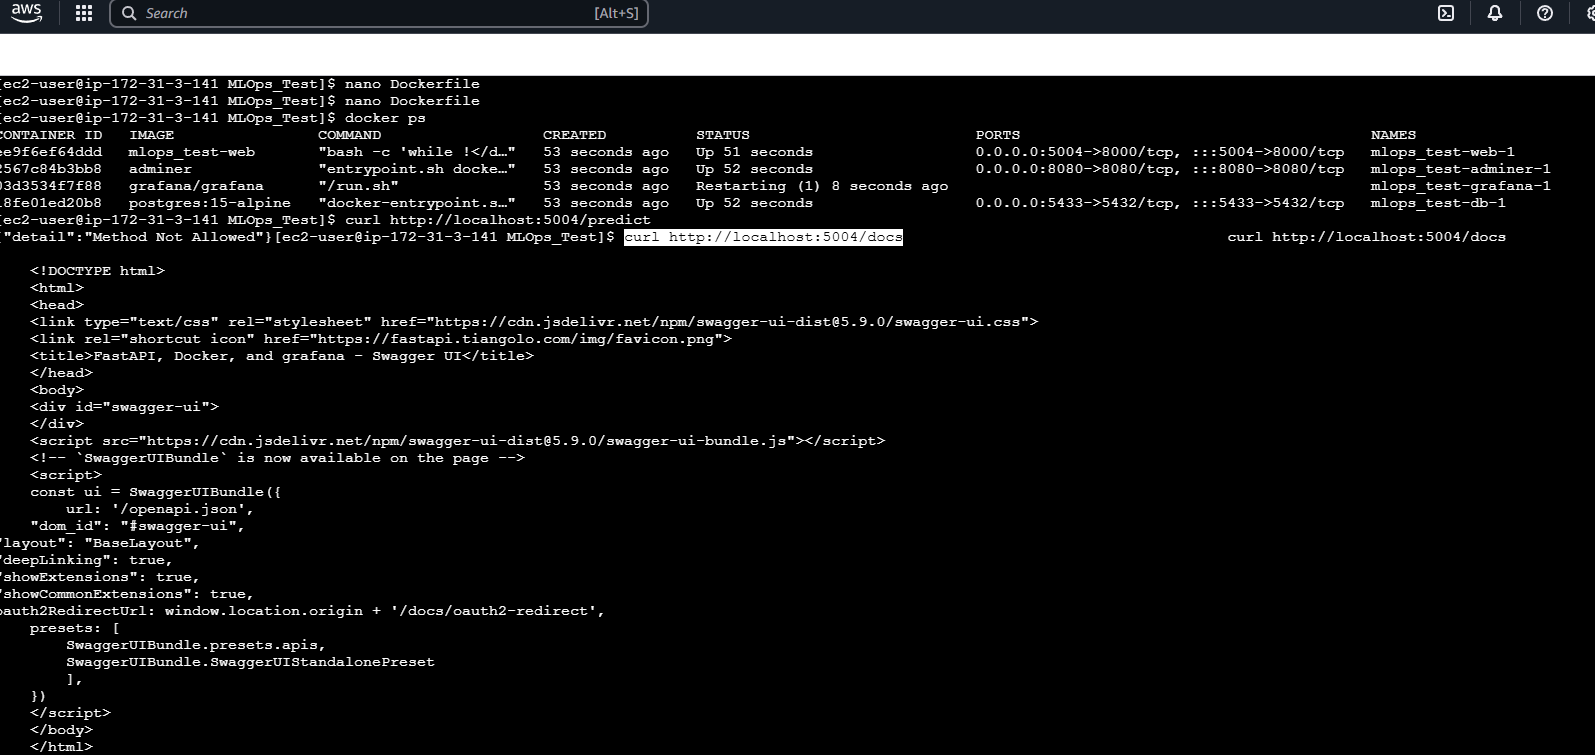 aws
Search [Alt+S]
[ec2-user@ip-172-31-3-141 MLOps_Test]$ nano Dockerfile
[ec2-user@ip-172-31-3-141 MLOps_Test]$ nano Dockerfile
[ec2-user@ip-172-31-3-141 MLOps_Test]$ docker ps
CONTAINER ID IMAGE COMMAND CREATED STATUS PORTS NAMES
ee9f6ef64ddd mlops_test-web "bash -c 'while !</d…" 53 seconds ago Up 51 seconds 0.0.0.0:5004->8000/tcp, :::5004->8000/tcp mlops_test-web-1
2567c84b3bb8 adminer "entrypoint.sh docke…" 53 seconds ago Up 52 seconds 0.0.0.0:8080->8080/tcp, :::8080->8080/tcp mlops_test-adminer-1
03d3534f7f88 grafana/grafana "/run.sh" 53 seconds ago Restarting (1) 8 seconds ago mlops_test-grafana-1
18fe01ed20b8 postgres:15-alpine "docker-entrypoint.s…" 53 seconds ago Up 52 seconds 0.0.0.0:5433->5432/tcp, :::5433->5432/tcp mlops_test-db-1
[ec2-user@ip-172-31-3-141 MLOps_Test]$ curl http://localhost:5004/predict
{"detail":"Method Not Allowed"}[ec2-user@ip-172-31-3-141 MLOps_Test]$ curl http://localhost:5004/docs curl http://localhost:5004/docs
<!DOCTYPE html>
<html>
<head>
<link type="text/css" rel="stylesheet" href="https://cdn.jsdelivr.net/npm/swagger-ui-dist@5.9.0/swagger-ui.css">
<link rel="shortcut icon" href="https://fastapi.tiangolo.com/img/favicon.png">
<title>FastAPI, Docker, and grafana - Swagger UI</title>
</head>
<body>
<div id="swagger-ui">
</div>
<script src="https://cdn.jsdelivr.net/npm/swagger-ui-dist@5.9.0/swagger-ui-bundle.js"></script>
<!-- `SwaggerUIBundle` is now available on the page -->
<script>
const ui = SwaggerUIBundle({
url: '/openapi.json',
"dom_id": "#swagger-ui",
"layout": "BaseLayout",
"deepLinking": true,
"showExtensions": true,
"showCommonExtensions": true,
oauth2RedirectUrl: window.location.origin + '/docs/oauth2-redirect',
presets: [
SwaggerUIBundle.presets.apis,
SwaggerUIBundle.SwaggerUIStandalonePreset
],
})
</script>
</body>
</html>